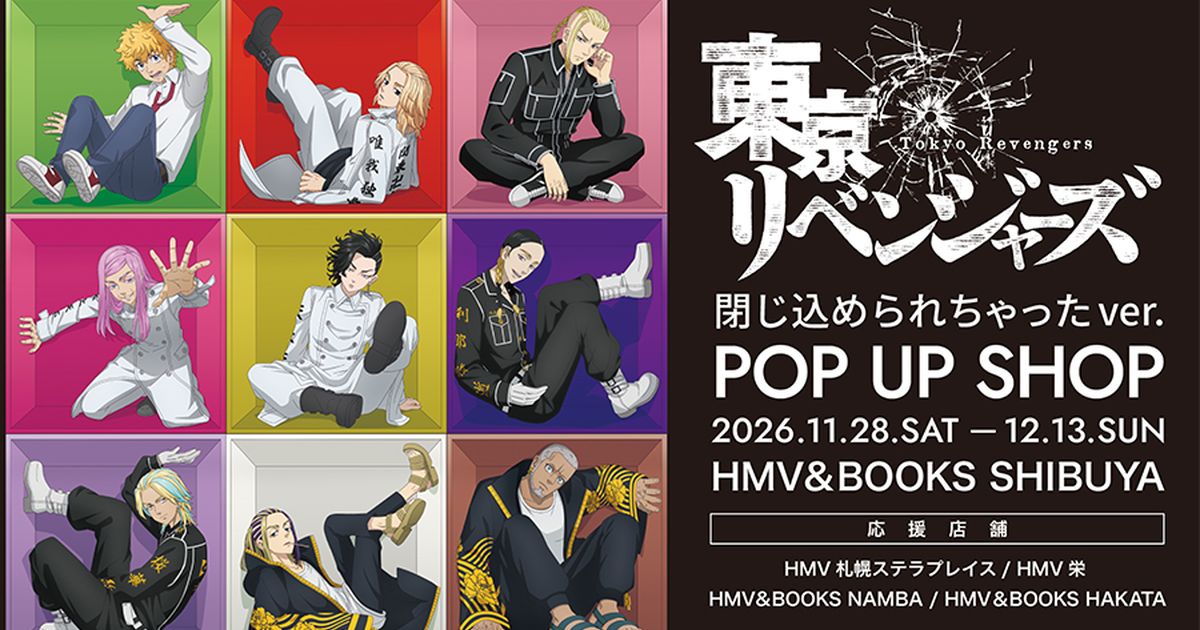 東京
Tokyo Revengers
リベンジャーズ
閉じ込められちゃったver.
POP UP SHOP
2026.11.28.SAT － 12.13.SUN
HMV&BOOKS SHIBUYA
応援店舗
HMV 札幌ステラプレイス / HMV 栄
HMV&BOOKS NAMBA / HMV&BOOKS HAKATA
唯我独